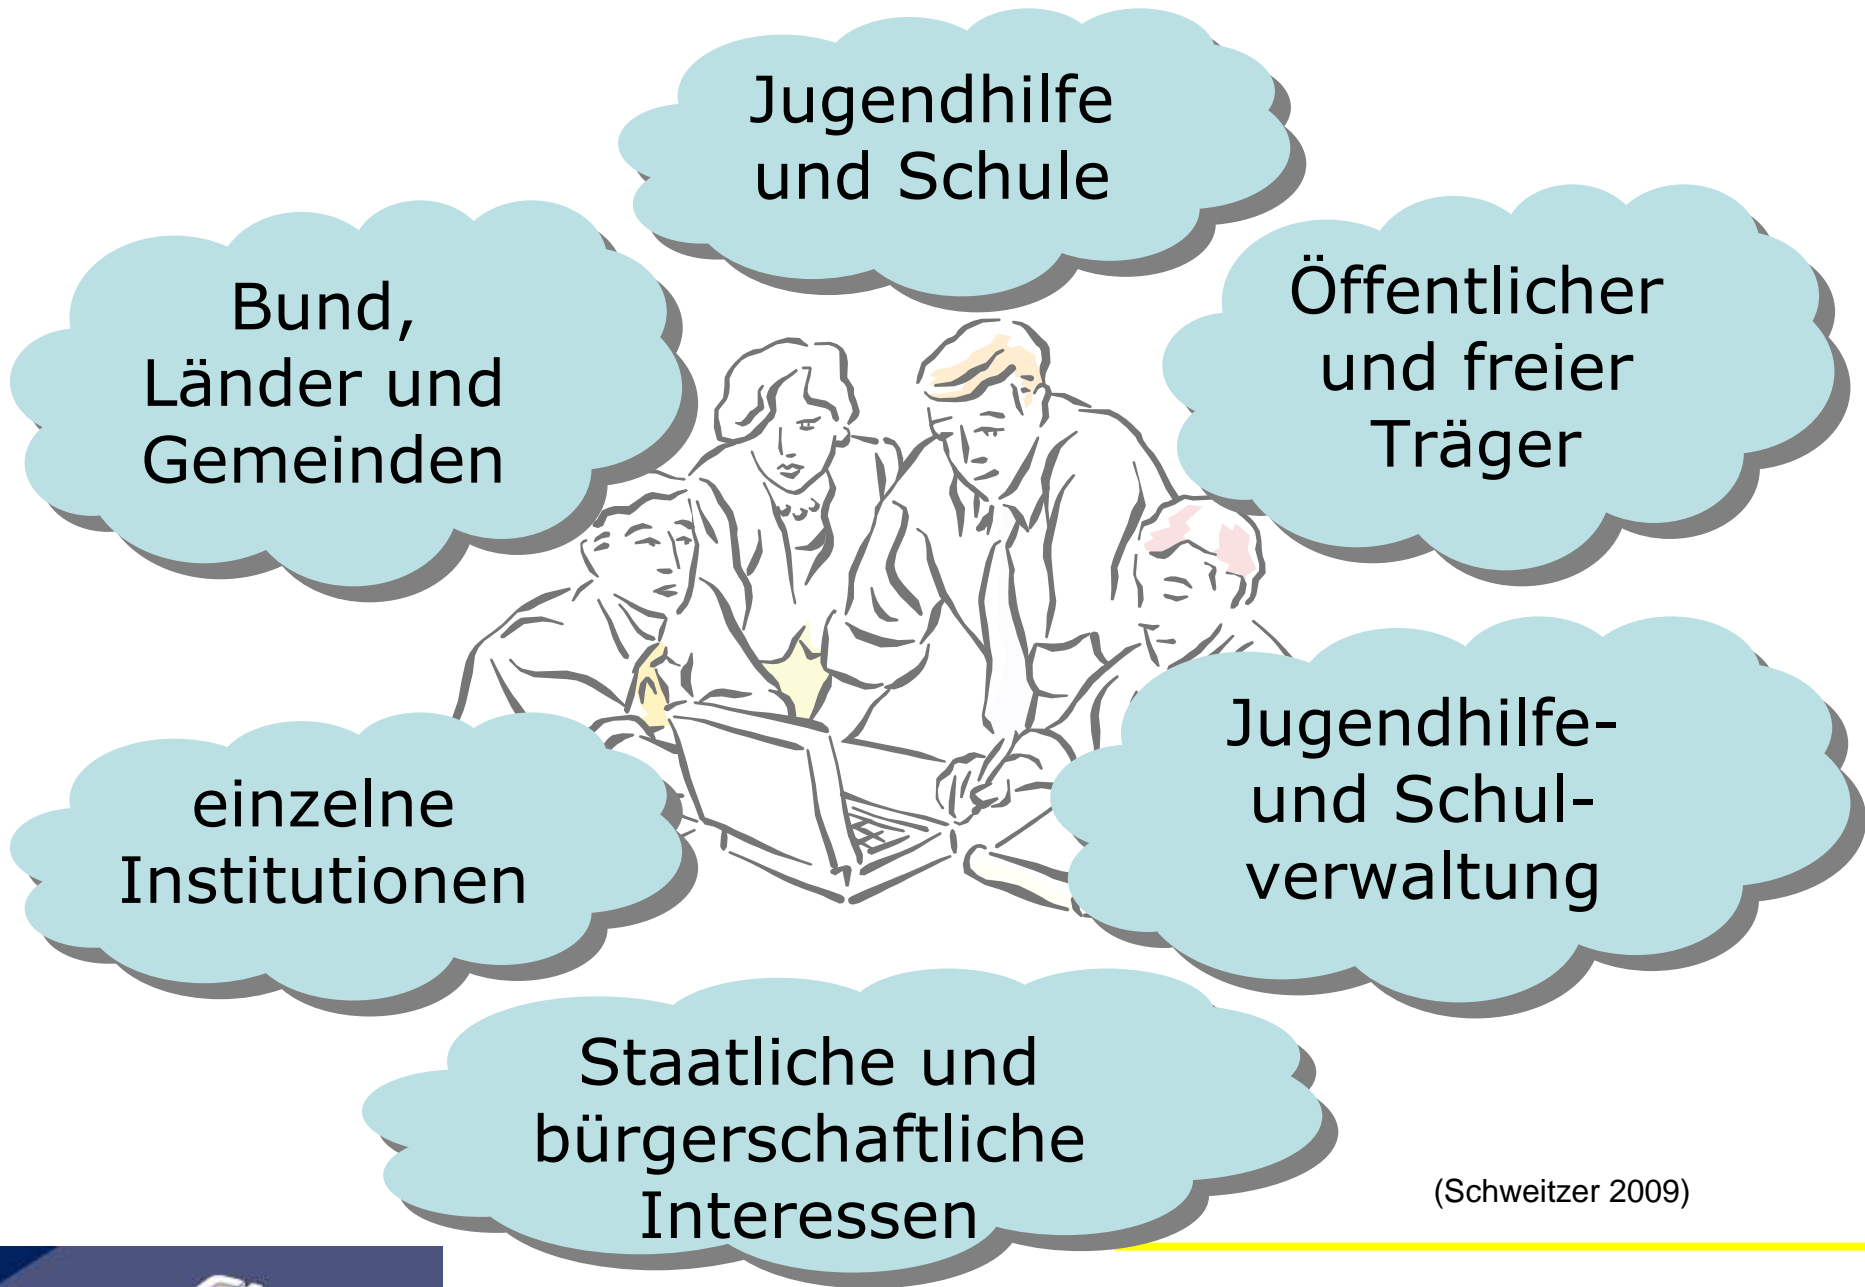 Jugendhilfe
und Schule
Bund,
Länder und
Gemeinden
Öffentlicher
und freier
Träger
einzelne
Institutionen
Jugendhilfe-
und Schul-
verwaltung
Staatliche und
bürgerschaftliche
Interessen
(Schweitzer 2009)